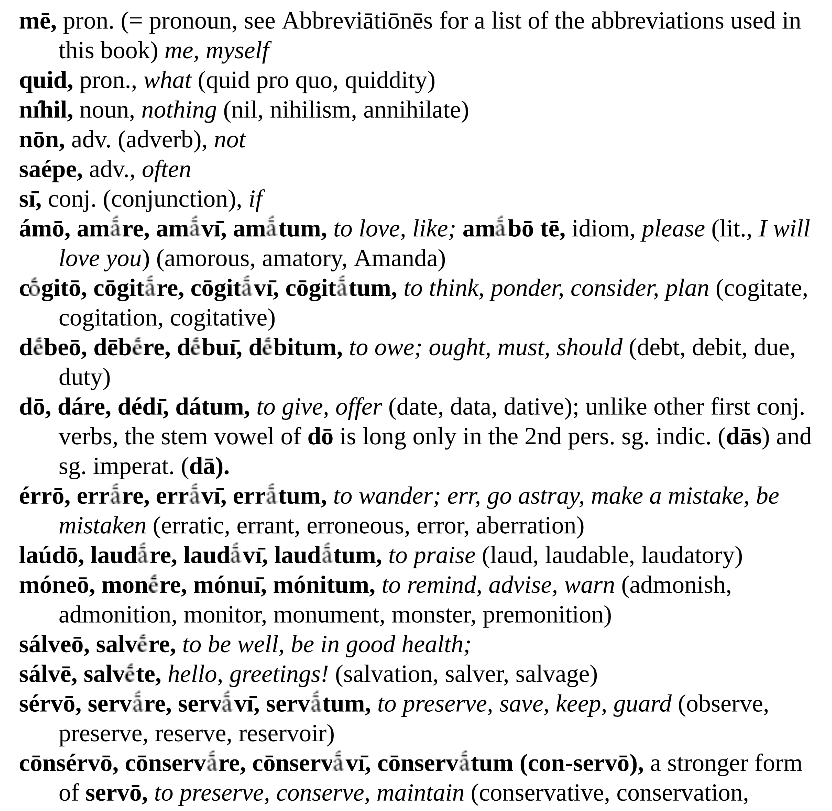 mē, pron. (= pronoun, see Abbreviātiōnēs for a list of the abbreviations used in
this book) me, myself
quid, pron., what (quid pro quo, quiddity)
níhil, noun, nothing (nil, nihilism, annihilate)
nōn, adv. (adverb), not
saépe, adv., often
sī, conj. (conjunction), if
ámō, amā́re, amā́vī, amā́tum, to love, like; amā́bō tē, idiom, please (lit., I will
love you) (amorous, amatory, Amanda)
cṓgitō, cōgitā́re, cōgitā́vī, cōgitā́tum, to think, ponder, consider, plan (cogitate,
cogitation, cogitative)
dḗbeō, dēbḗre, dḗbuī, dḗbitum, to owe; ought, must, should (debt, debit, due,
duty)
dō, dáre, dédī, dátum, to give, offer (date, data, dative); unlike other first conj.
verbs, the stem vowel of dō is long only in the 2nd pers. sg. indic. (dās) and
sg. imperat. (dā).
érrō, errā́re, errā́vī, errā́tum, to wander; err, go astray, make a mistake, be
mistaken (erratic, errant, erroneous, error, aberration)
laúdō, laudā́re, laudā́vī, laudā́tum, to praise (laud, laudable, laudatory)
móneō, monḗre, mónuī, mónitum, to remind, advise, warn (admonish,
admonition, monitor, monument, monster, premonition)
sálveō, salvḗre, to be well, be in good health;
sálvē, salvḗte, hello, greetings! (salvation, salver, salvage)
sérvō, servā́re, servā́vī, servā́tum, to preserve, save, keep, guard (observe,
preserve, reserve, reservoir)
cōnsérvō, cōnservā́re, cōnservā́vī, cōnservā́tum (con-servō), a stronger form
of servō, to preserve, conserve, maintain (conservative, conservation,